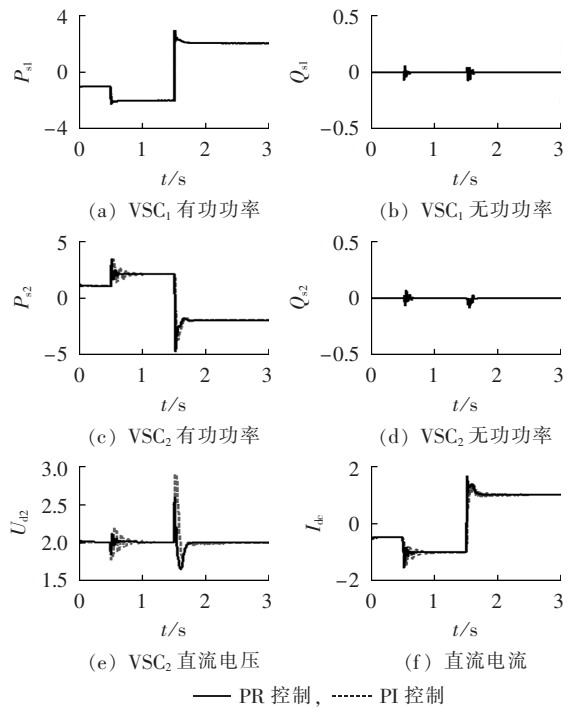 4
0
−4
P_s1
0 1 2 3
t/s
(a) VSC₁ 有功功率
0.5
0
−0.5
Q_s1
0 1 2 3
t/s
(b) VSC₁ 无功功率
5
2
−5
P_s2
0 1 2 3
t/s
(c) VSC₂ 有功功率
0.5
0
−0.5
Q_s2
0 1 2 3
t/s
(d) VSC₂ 无功功率
3.0
2.5
2.0
1.5
U_d2
0 1 2 3
t/s
(e) VSC₂ 直流电压
2
0
−2
I_dc
0 1 2 3
t/s
(f) 直流电流
PR 控制, PI 控制